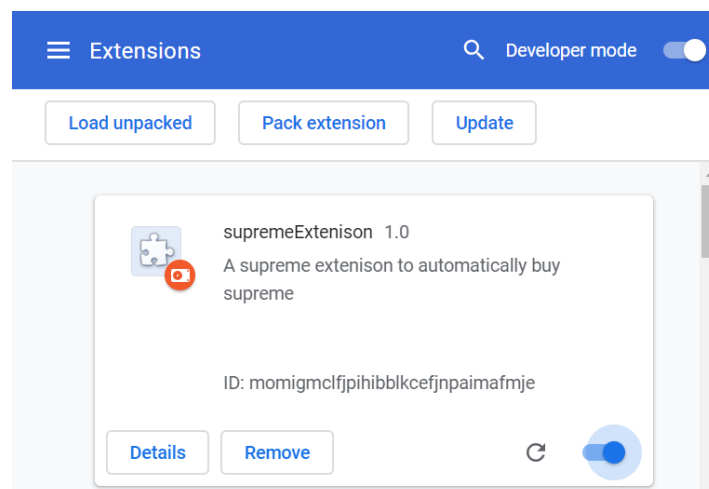 Extensions Developer mode
Load unpacked Pack extension Update
supremeExtenison 1.0
A supreme extenison to automatically buy
supreme
ID: momigmclfjpihibblkcefjnpaimafmje
Details Remove